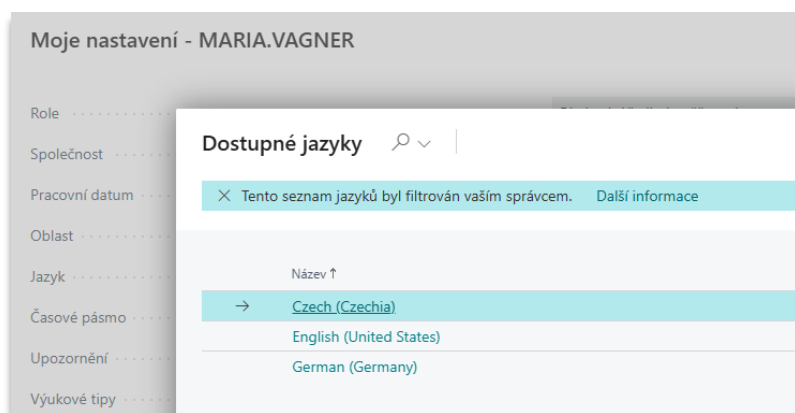 Moje nastavení - MARIA.VAGNER
Role
Společnost
Pracovní datum
Oblast
Jazyk
Časové pásmo
Upozornění
Výukové tipy
Dostupné jazyky
Tento seznam jazyků byl filtrován vaším správcem. Další informace
Název ↑
Czech (Czechia)
English (United States)
German (Germany)